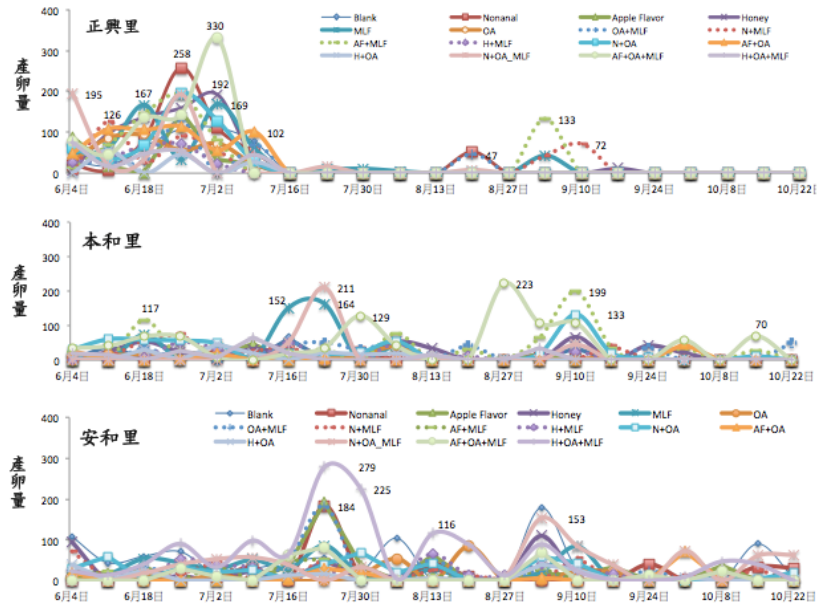 正興里
產卵量
400
300
200
100
0
Blank Nonanal Apple Flavor Honey
MLF OA OA+MLF N+MLF
AF+MLF H+MLF N+OA AF+OA
H+OA N+OA_MLF AF+OA+MLF H+OA+MLF
195 126 167 258 192 330 169 102 47 133 72
6月4日 6月18日 7月2日 7月16日 7月30日 8月13日 8月27日 9月10日 9月24日 10月8日 10月22日
本和里
產卵量
400
300
200
100
0
117 152 211 164 129 223 199 133 70
6月4日 6月18日 7月2日 7月16日 7月30日 8月13日 8月27日 9月10日 9月24日 10月8日 10月22日
安和里
產卵量
400
300
200
100
0
Blank Nonanal Apple Flavor Honey MLF OA
OA+MLF N+MLF AF+MLF H+MLF N+OA AF+OA
H+OA N+OA_MLF AF+OA+MLF H+OA+MLF
184 279 225 116 153
6月4日 6月18日 7月2日 7月16日 7月30日 8月13日 8月27日 9月10日 9月24日 10月8日 10月22日